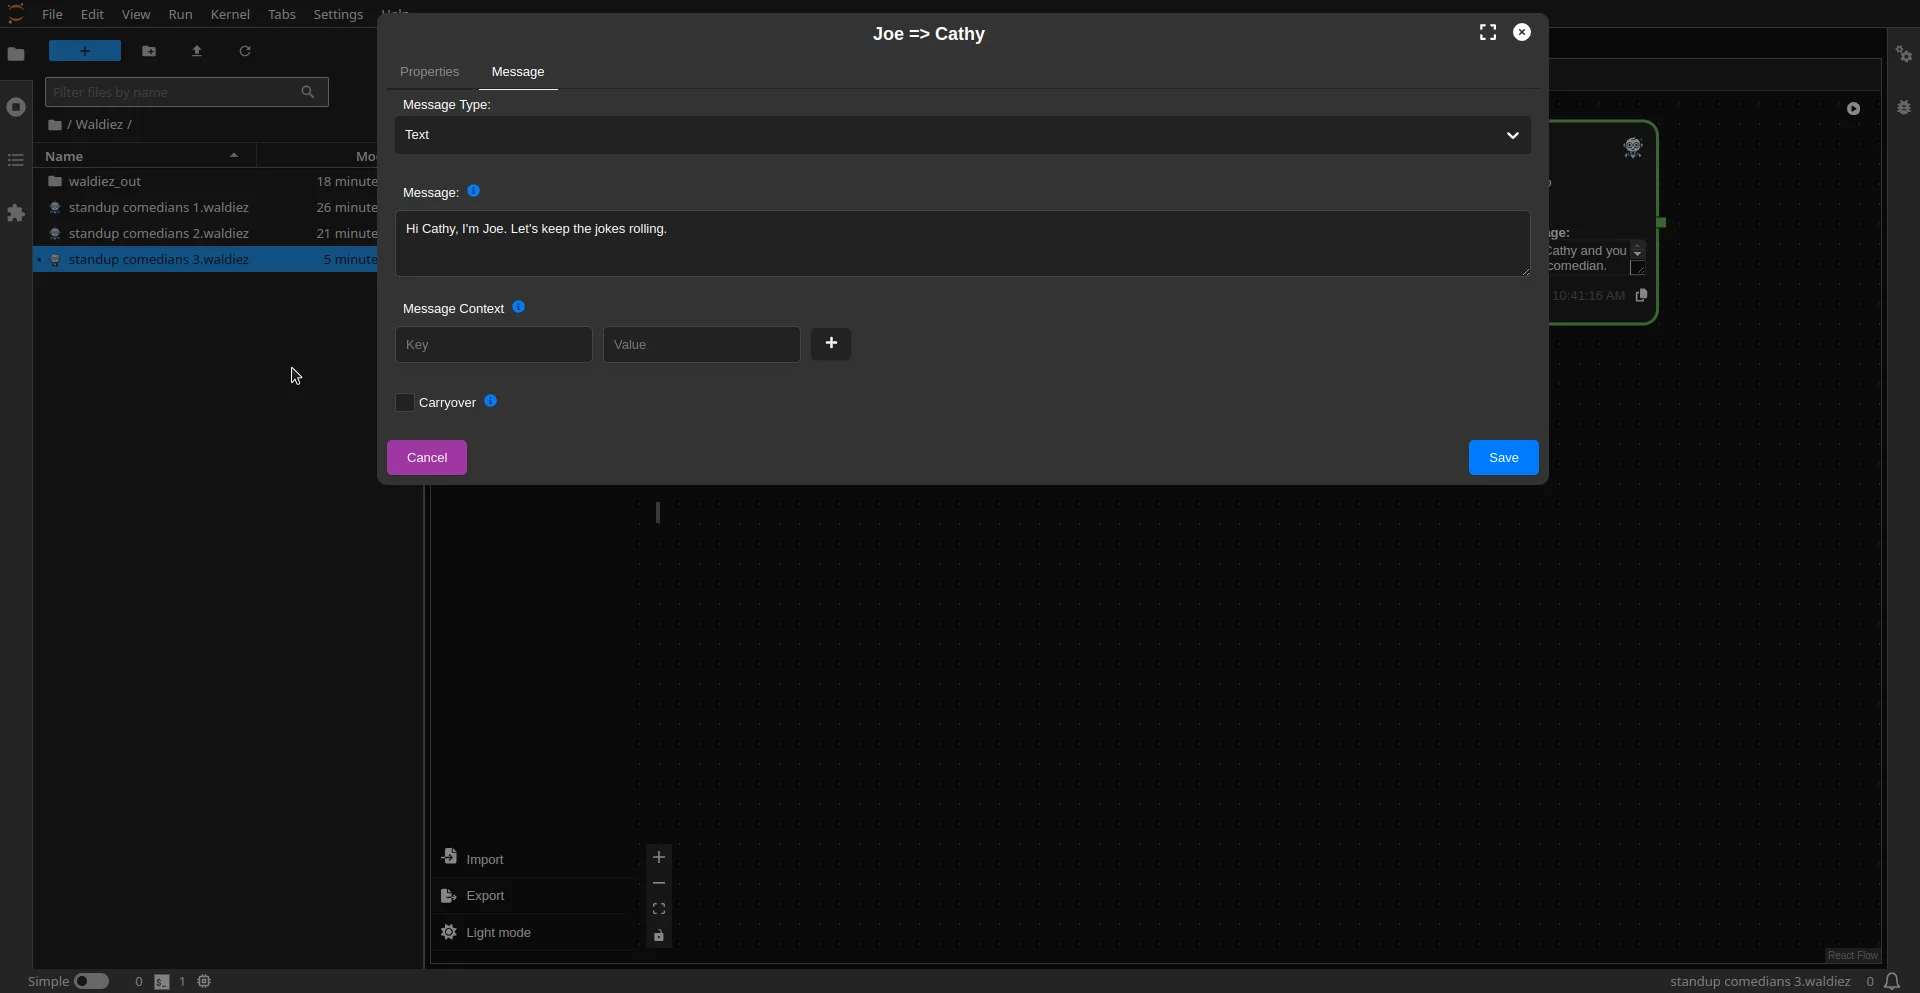 File Edit View Run Kernel Tabs Settings Help
Joe => Cathy
Properties Message
Filter files by name
/ Waldiez /
Name
waldiez_out 18 minute
standup comedians 1.waldiez 26 minute
standup comedians 2.waldiez 21 minute
standup comedians 3.waldiez 5 minute
Message Type:
Text
Message:
Hi Cathy, I'm Joe. Let's keep the jokes rolling.
Message Context
Key Value +
Carryover
Cancel Save
Cathy and you
comedian.
10:41:16 AM
Import
Export
Light mode
React Flow
Simple 0 1 standup comedians 3.waldiez 0